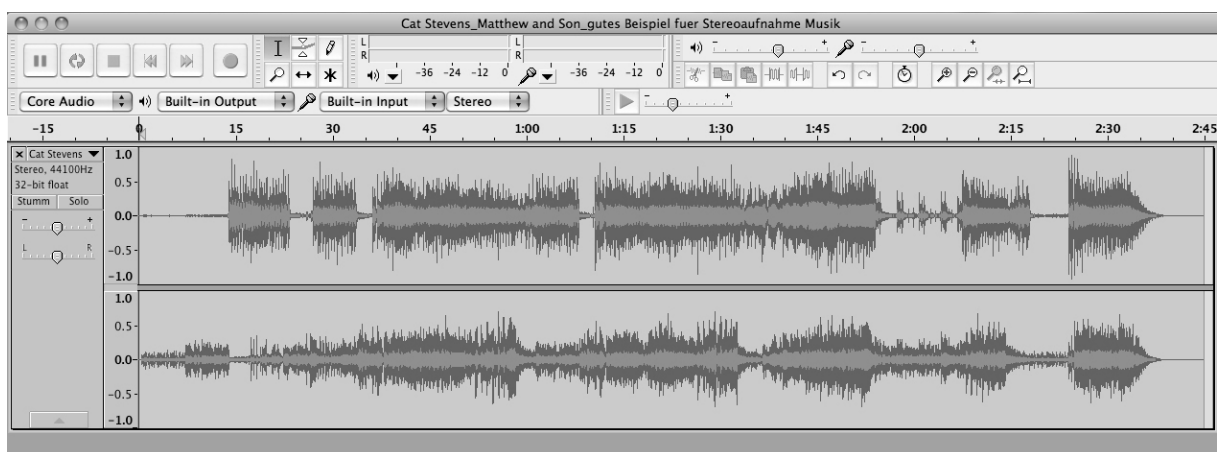 Cat Stevens_Matthew and Son_gutes Beispiel fuer Stereoaufnahme Musik
L L
R R
-36 -24 -12 0 -36 -24 -12 0
- + - +
Core Audio Built-in Output Built-in Input Stereo - +
-15 0 15 30 45 1:00 1:15 1:30 1:45 2:00 2:15 2:30 2:45
x Cat Stevens 1.0
Stereo, 44100Hz
32-bit float 0.5-
Stumm Solo
- + 0.0-
L R
-0.5-
-1.0
1.0
0.5-
0.0-
-0.5-
-1.0